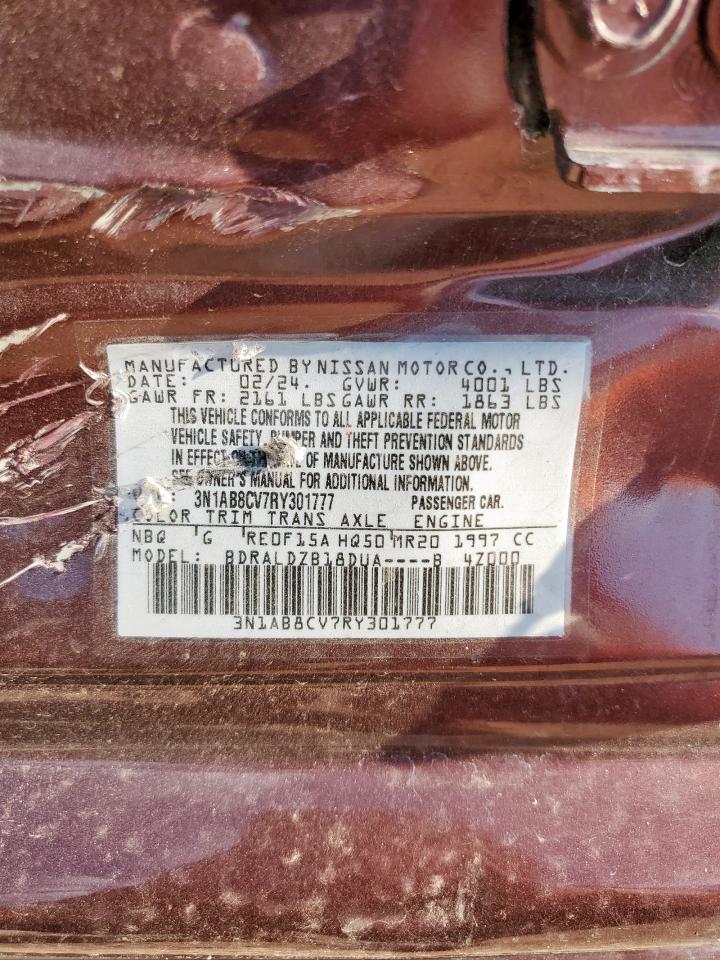 MANUFACTURED BY NISSAN MOTOR CO., LTD.
DATE: 02/24. GVWR: 4001 LBS
GAWR FR: 2161 LBS GAWR RR: 1863 LBS
THIS VEHICLE CONFORMS TO ALL APPLICABLE FEDERAL MOTOR
VEHICLE SAFETY, BUMPER AND THEFT PREVENTION STANDARDS
IN EFFECT ON OF MANUFACTURE SHOWN ABOVE.
SEE OWNER'S MANUAL FOR ADDITIONAL INFORMATION.
3N1AB8CV7RY301777 PASSENGER CAR.
COLOR TRIM TRANS AXLE ENGINE
NBQ G RE0F15A HQ50 MR20 1997 CC
MODEL: BDRALDZB18DUA----B 4Z000
3N1AB8CV7RY301777